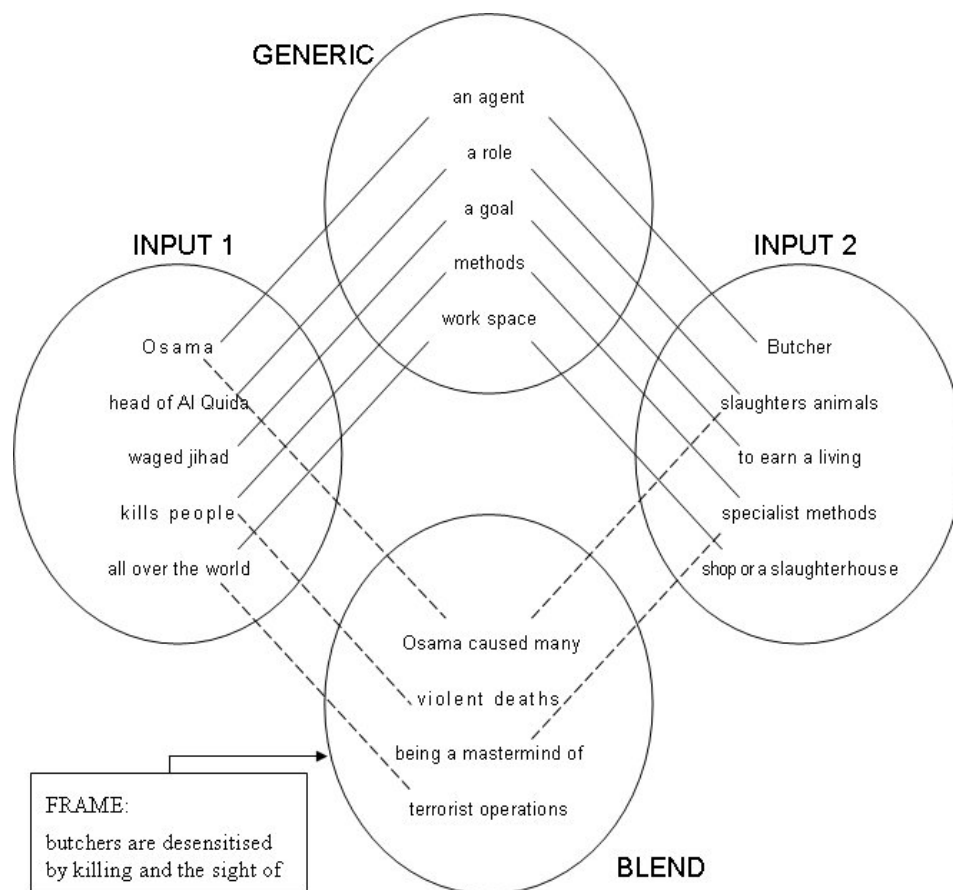 GENERIC
an agent
a role
a goal
methods
work space
INPUT 1
Osama
head of Al Quida
waged jihad
kills people
all over the world
INPUT 2
Butcher
slaughters animals
to earn a living
specialist methods
shop or a slaughterhouse
Osama caused many
violent deaths
being a mastermind of
terrorist operations
BLEND
FRAME:
butchers are desensitised
by killing and the sight of